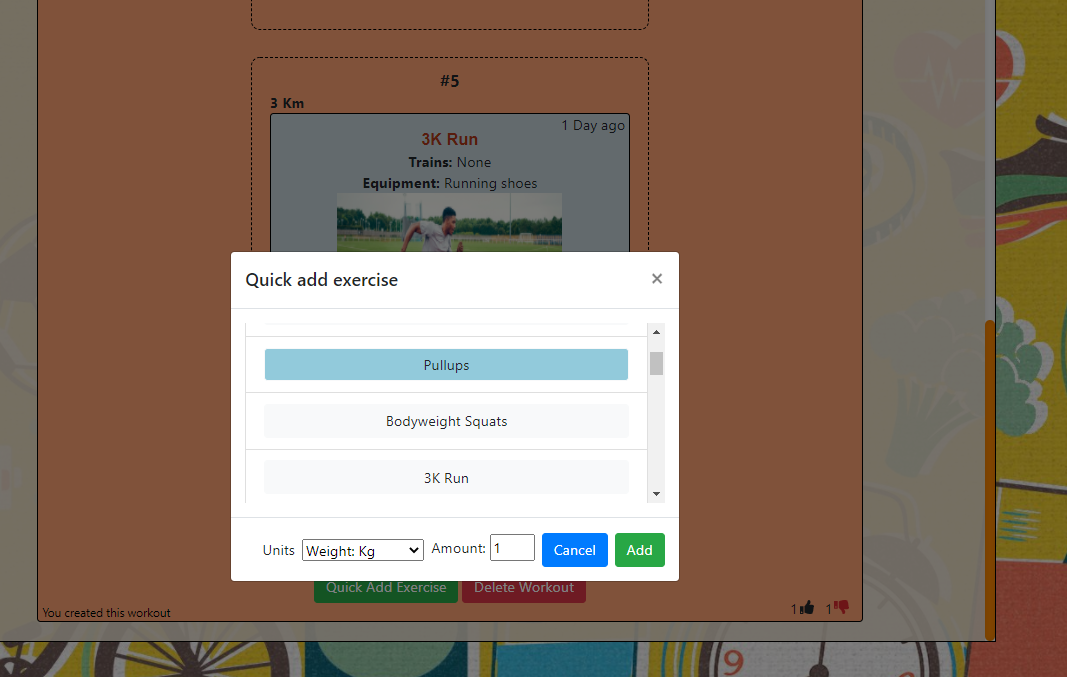 #5
3 Km
1 Day ago
3K Run
Trains: None
Equipment: Running shoes
Quick add exercise
×
Pullups
Bodyweight Squats
3K Run
Units Weight: Kg Amount: 1 Cancel Add
Quick Add Exercise Delete Workout
You created this workout
1 1
9